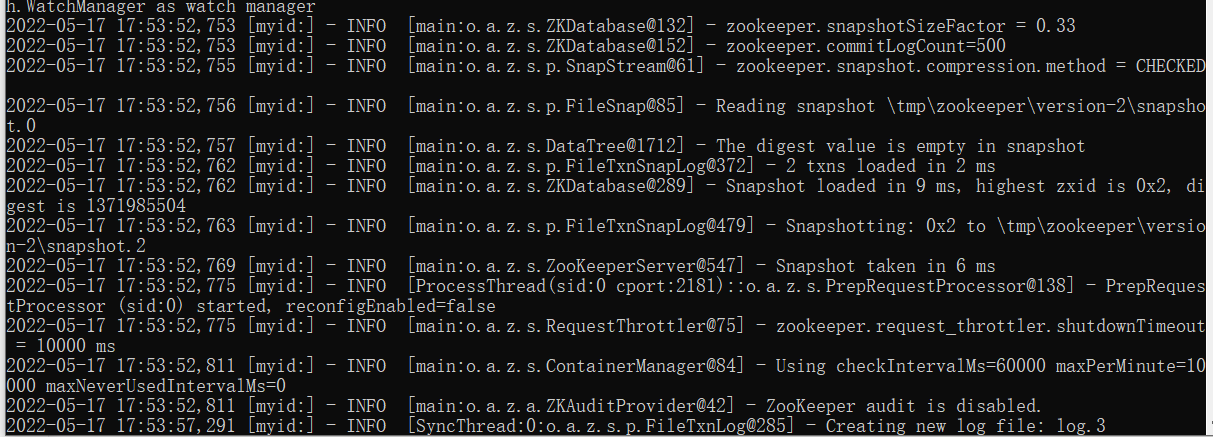 h.WatchManager as watch manager
2022-05-17 17:53:52,753 [myid:] - INFO  [main:o.a.z.s.ZKDatabase@132] - zookeeper.snapshotSizeFactor = 0.33
2022-05-17 17:53:52,753 [myid:] - INFO  [main:o.a.z.s.ZKDatabase@152] - zookeeper.commitLogCount=500
2022-05-17 17:53:52,755 [myid:] - INFO  [main:o.a.z.s.p.SnapStream@61] - zookeeper.snapshot.compression.method = CHECKED
2022-05-17 17:53:52,756 [myid:] - INFO  [main:o.a.z.s.p.FileSnap@85] - Reading snapshot \tmp\zookeeper\version-2\snapsho
t.0
2022-05-17 17:53:52,757 [myid:] - INFO  [main:o.a.z.s.DataTree@1712] - The digest value is empty in snapshot
2022-05-17 17:53:52,762 [myid:] - INFO  [main:o.a.z.s.p.FileTxnSnapLog@372] - 2 txns loaded in 2 ms
2022-05-17 17:53:52,762 [myid:] - INFO  [main:o.a.z.s.ZKDatabase@289] - Snapshot loaded in 9 ms, highest zxid is 0x2, di
gest is 1371985504
2022-05-17 17:53:52,763 [myid:] - INFO  [main:o.a.z.s.p.FileTxnSnapLog@479] - Snapshotting: 0x2 to \tmp\zookeeper\versio
n-2\snapshot.2
2022-05-17 17:53:52,769 [myid:] - INFO  [main:o.a.z.s.ZooKeeperServer@547] - Snapshot taken in 6 ms
2022-05-17 17:53:52,775 [myid:] - INFO  [ProcessThread(sid:0 cport:2181)::o.a.z.s.PrepRequestProcessor@138] - PrepReques
tProcessor (sid:0) started, reconfigEnabled=false
2022-05-17 17:53:52,775 [myid:] - INFO  [main:o.a.z.s.RequestThrottler@75] - zookeeper.request_throttler.shutdownTimeout
 = 10000 ms
2022-05-17 17:53:52,811 [myid:] - INFO  [main:o.a.z.s.ContainerManager@84] - Using checkIntervalMs=60000 maxPerMinute=10
000 maxNeverUsedIntervalMs=0
2022-05-17 17:53:52,811 [myid:] - INFO  [main:o.a.z.a.ZKAuditProvider@42] - ZooKeeper audit is disabled.
2022-05-17 17:53:57,291 [myid:] - INFO  [SyncThread:0:o.a.z.s.p.FileTxnLog@285] - Creating new log file: log.3